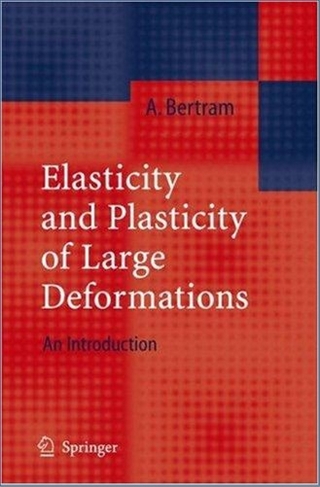 A. Bertram
Elasticity
and Plasticity
of Large
Deformations
An Introduction
Springer